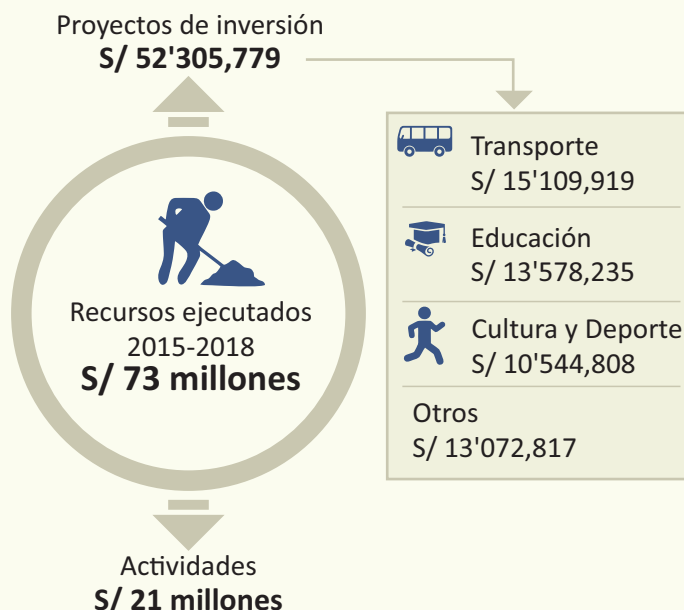 Proyectos de inversión
S/ 52'305,779
Transporte
S/ 15'109,919
Educación
S/ 13'578,235
Cultura y Deporte
S/ 10'544,808
Otros
S/ 13'072,817
Recursos ejecutados
2015-2018
S/ 73 millones
Actividades
S/ 21 millones